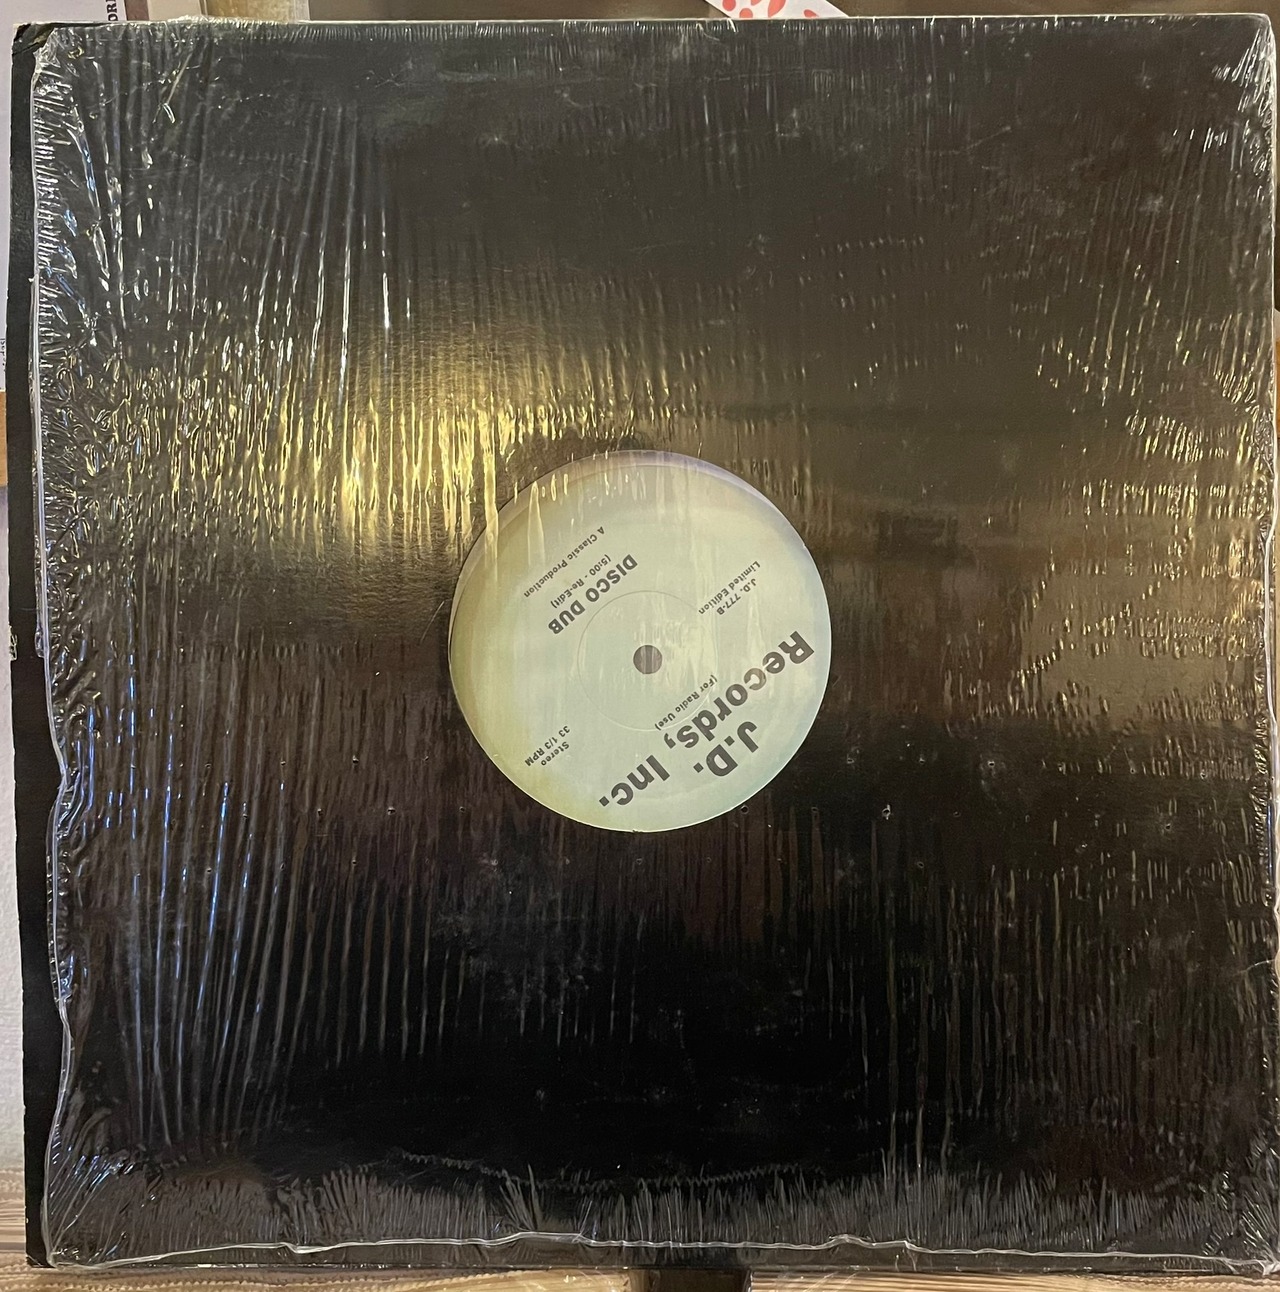 J.D.
Records, Inc.
(For Radio Use)
J.D. 777-B
Limited Edition
Stereo
33 1/3 RPM
DISCO DUB
(5:00 - Re-Edit)
A Classic Production